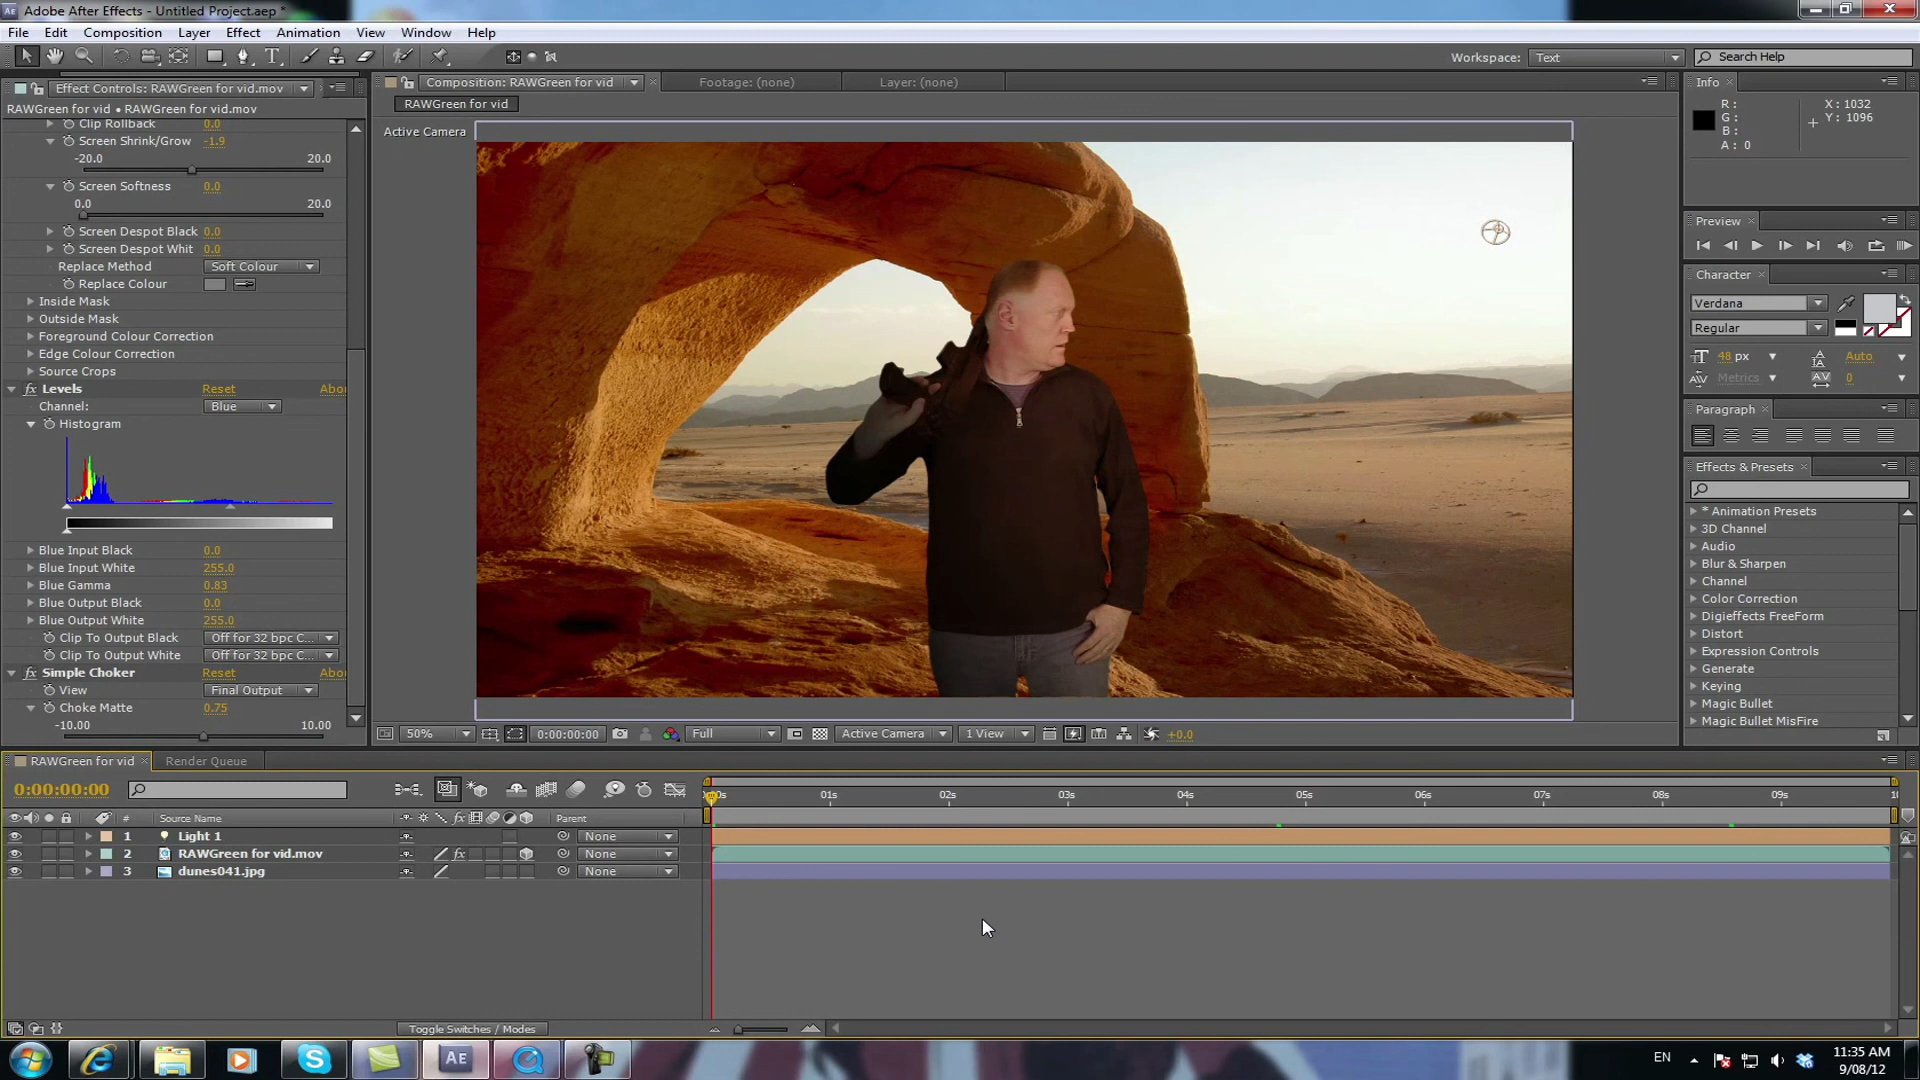 Adobe After Effects - Untitled Project.aep *
File Edit Composition Layer Effect Animation View Window Help
Workspace: Text Search Help
Effect Controls: RAWGreen for vid.mov
RAWGreen for vid • RAWGreen for vid.mov
Clip Rollback 0.0
Screen Shrink/Grow -1.9
-20.0 20.0
Screen Softness 0.0
0.0 20.0
Screen Despot Black 0.0
Screen Despot Whit 0.0
Replace Method Soft Colour
Replace Colour
Inside Mask
Outside Mask
Foreground Colour Correction
Edge Colour Correction
Source Crops
fx Levels Reset Abou
Channel: Blue
Histogram
Blue Input Black 0.0
Blue Input White 255.0
Blue Gamma 0.83
Blue Output Black 0.0
Blue Output White 255.0
Clip To Output Black Off for 32 bpc C...
Clip To Output White Off for 32 bpc C...
fx Simple Choker Reset Abou
View Final Output
Choke Matte 0.75
-10.00 10.00
Composition: RAWGreen for vid Footage: (none) Layer: (none)
RAWGreen for vid
Active Camera
50% 0:00:00:00 Full Active Camera 1 View +0.0
Info
R: X: 1032
G: Y: 1096
B:
A: 0
Preview
Character
Verdana
Regular
48 px Auto
Metrics 0
Paragraph
Effects & Presets
* Animation Presets
3D Channel
Audio
Blur & Sharpen
Channel
Color Correction
Digieffects FreeForm
Distort
Expression Controls
Generate
Keying
Magic Bullet
Magic Bullet MisFire
RAWGreen for vid Render Queue
0:00:00:00
01s 02s 03s 04s 05s 06s 07s 08s 09s
# Source Name Parent
1 Light 1 None
2 RAWGreen for vid.mov None
3 dunes041.jpg None
Toggle Switches / Modes
EN
11:35 AM
9/08/12